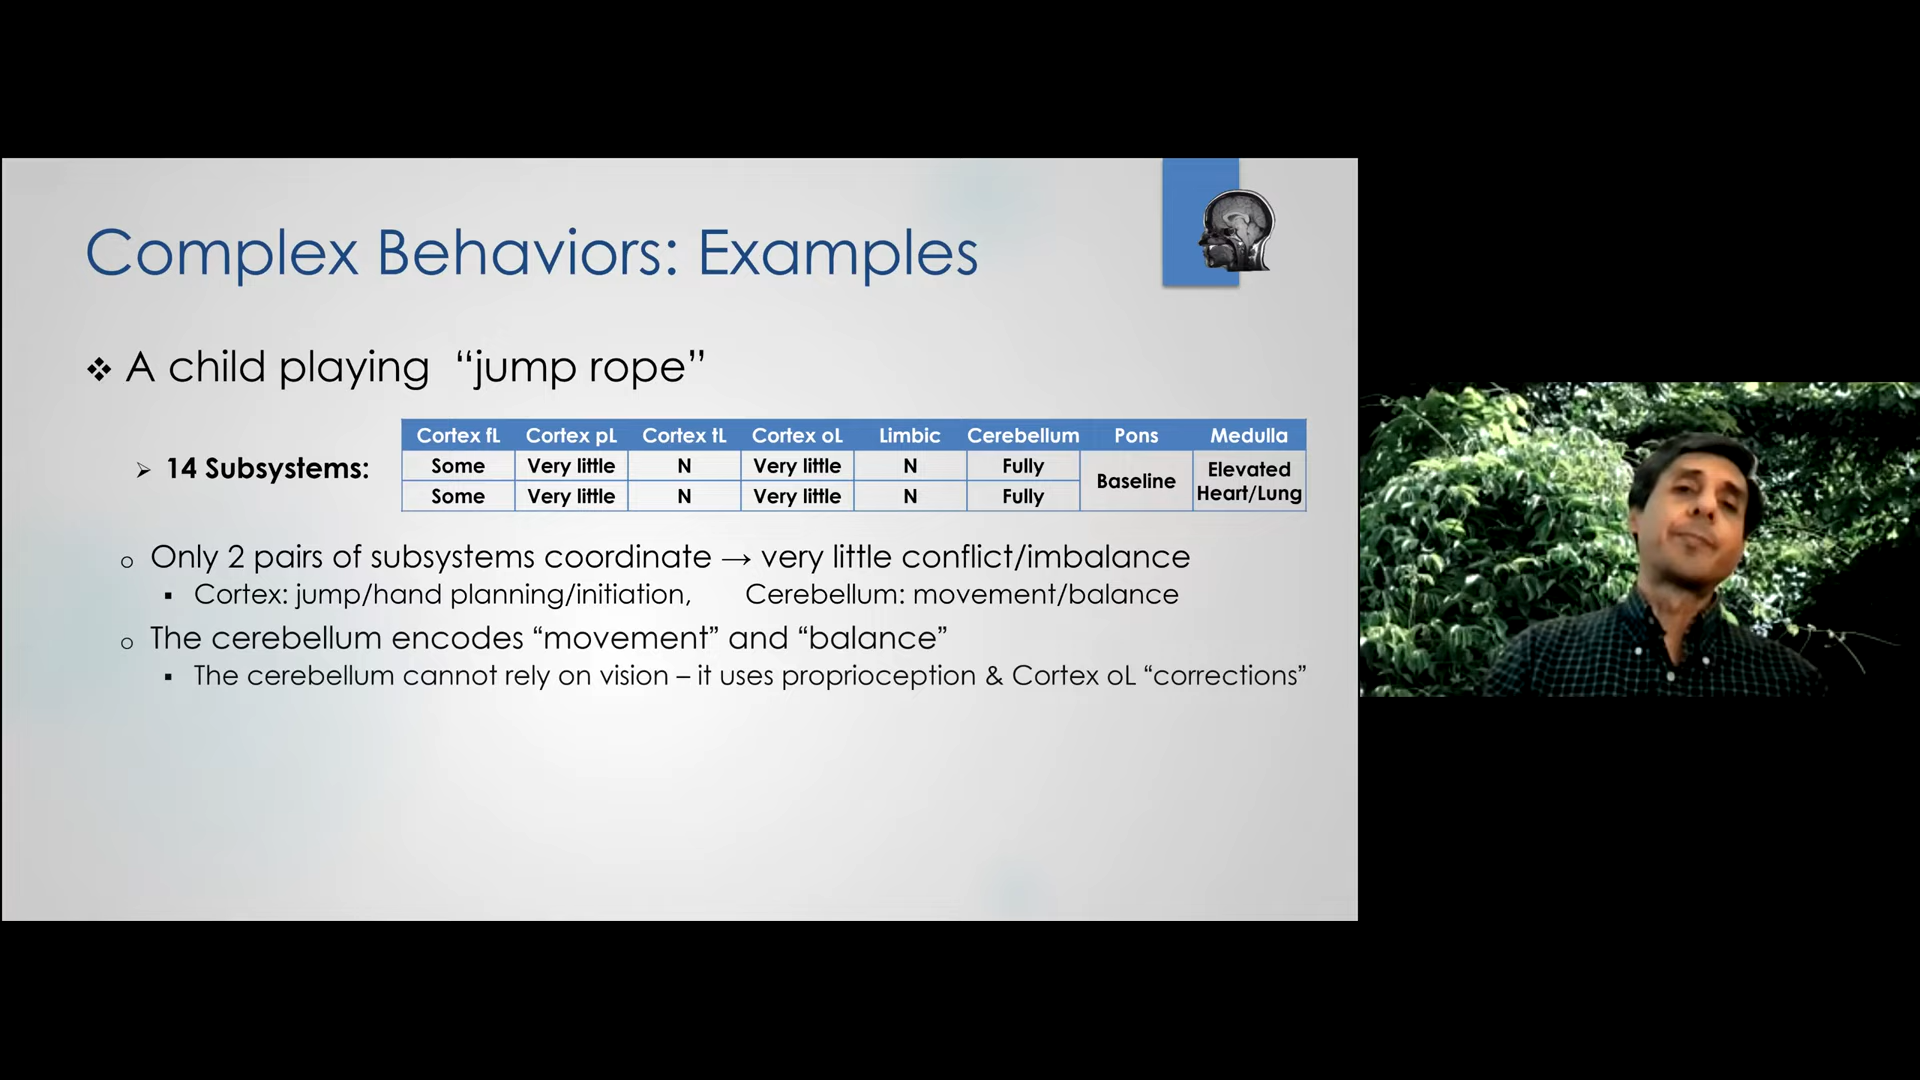 Complex Behaviors: Examples
❖ A child playing “jump rope”
➢ 14 Subsystems:
Cortex fL Cortex pL Cortex tL Cortex oL Limbic Cerebellum Pons Medulla
Some Very little N Very little N Fully Baseline Elevated Heart/Lung
Some Very little N Very little N Fully
o Only 2 pairs of subsystems coordinate → very little conflict/imbalance
▪ Cortex: jump/hand planning/initiation, Cerebellum: movement/balance
o The cerebellum encodes “movement” and “balance”
▪ The cerebellum cannot rely on vision – it uses proprioception & Cortex oL “corrections”